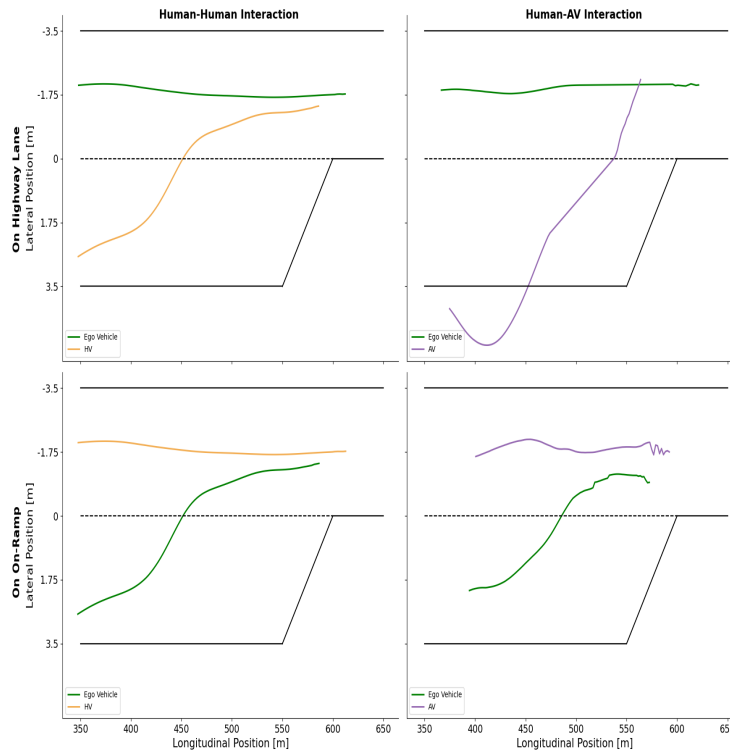 Human-Human Interaction
Human-AV Interaction
On Highway Lane
Lateral Position [m]
-3.5
-1.75
0
1.75
3.5
Ego Vehicle
HV
Ego Vehicle
AV
On On-Ramp
Lateral Position [m]
-3.5
-1.75
0
1.75
3.5
Ego Vehicle
HV
Ego Vehicle
AV
350 400 450 500 550 600 650
350 400 450 500 550 600 65
Longitudinal Position [m]
Longitudinal Position [m]